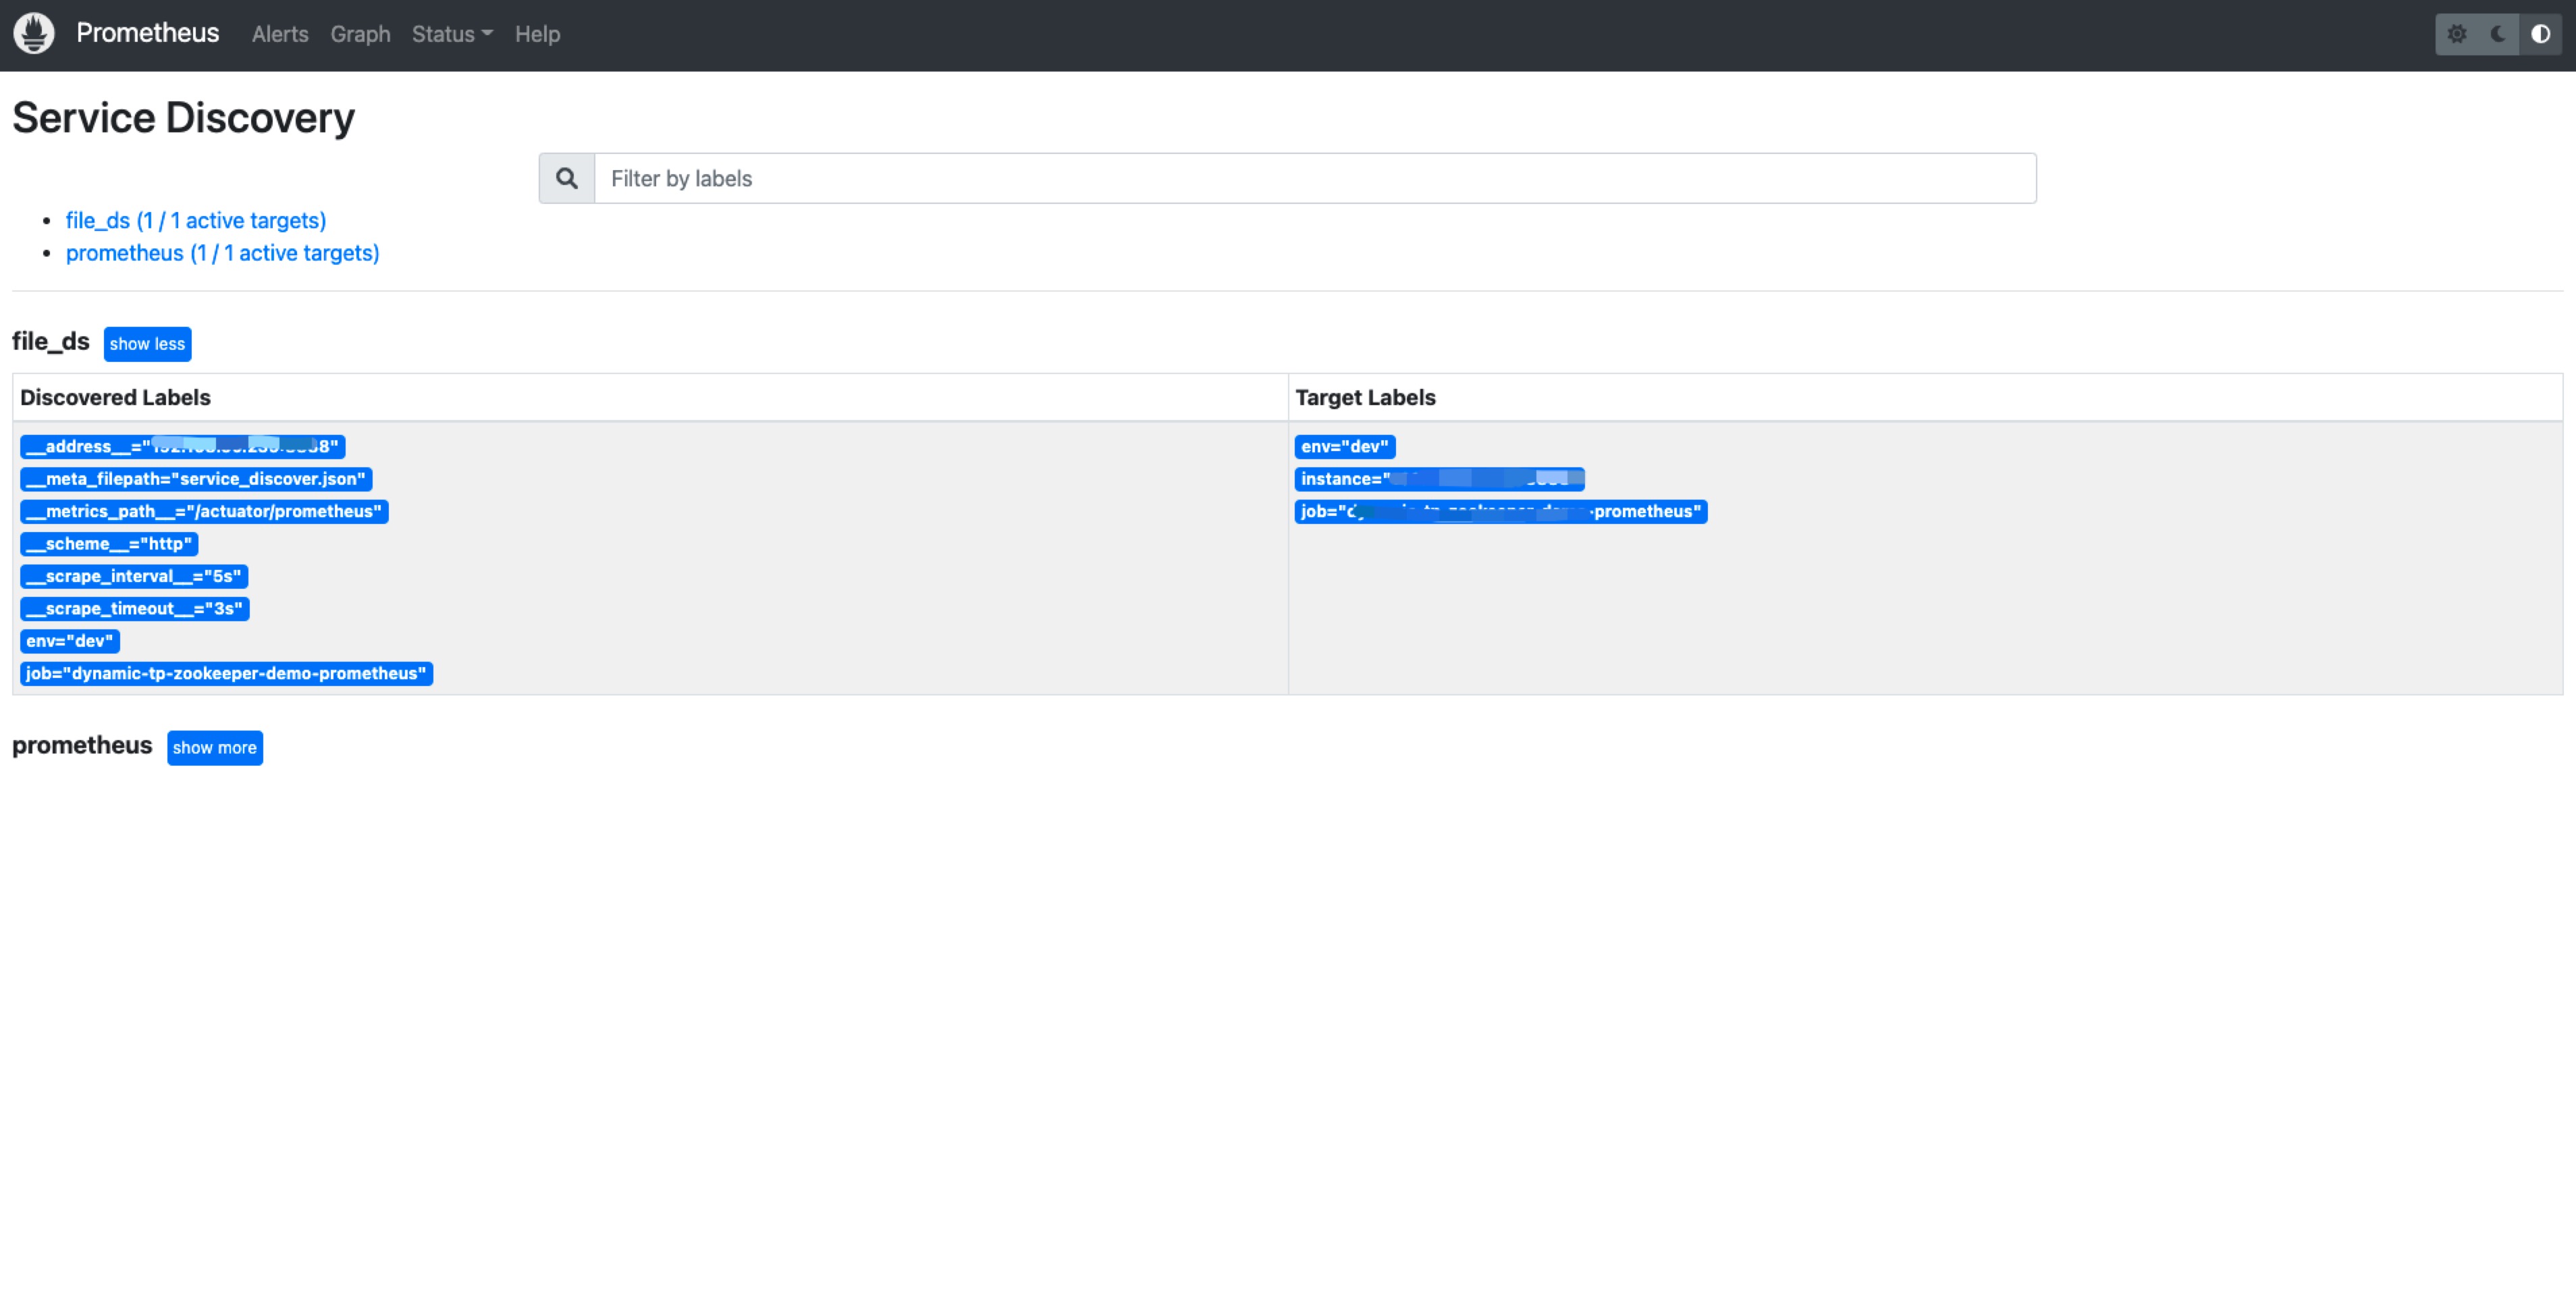 Prometheus Alerts Graph Status Help
Service Discovery
Filter by labels
file_ds (1 / 1 active targets)
prometheus (1 / 1 active targets)
file_ds show less
Discovered Labels Target Labels
__address__=" 8" env="dev"
__meta_filepath="service_discover.json" instance="
__metrics_path__="/actuator/prometheus" job=" -prometheus"
__scheme__="http"
__scrape_interval__="5s"
__scrape_timeout__="3s"
env="dev"
job="dynamic-tp-zookeeper-demo-prometheus"
prometheus show more